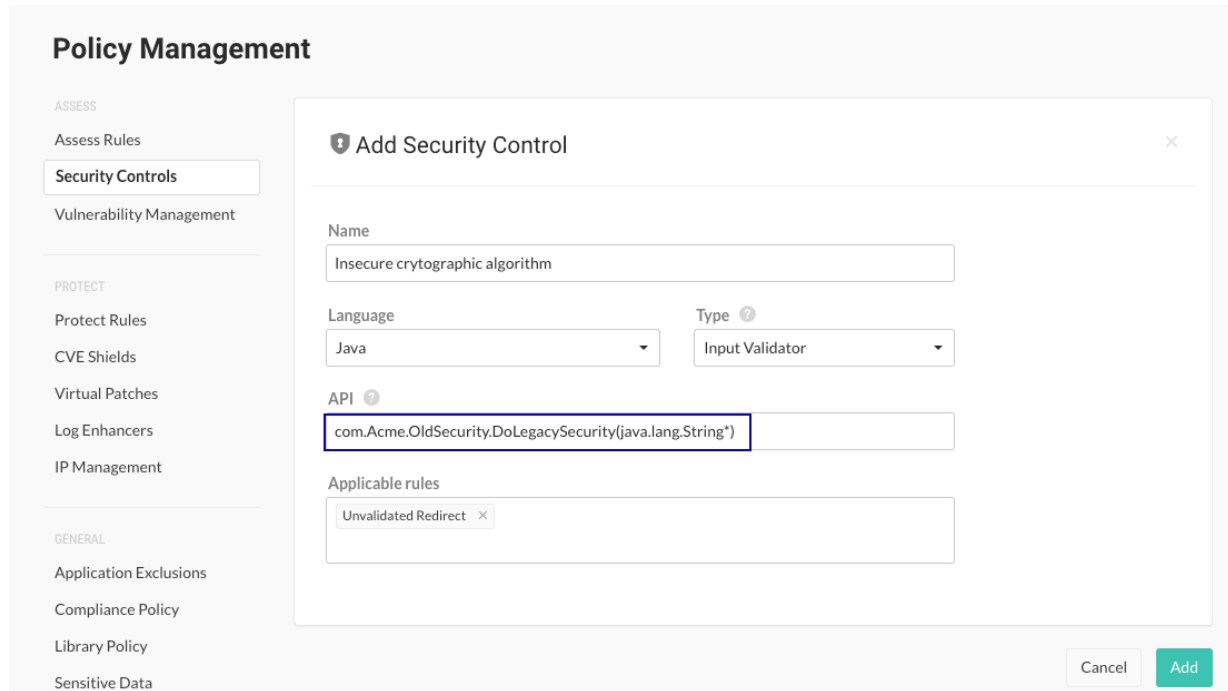 Policy Management
ASSESS
Assess Rules
Security Controls
Vulnerability Management
PROTECT
Protect Rules
CVE Shields
Virtual Patches
Log Enhancers
IP Management
GENERAL
Application Exclusions
Compliance Policy
Library Policy
Sensitive Data
Add Security Control
Name
Insecure crytographic algorithm
Language
Type ?
Java
Input Validator
API ?
com.Acme.OldSecurity.DoLegacySecurity(java.lang.String*)
Applicable rules
Unvalidated Redirect ×
Cancel
Add